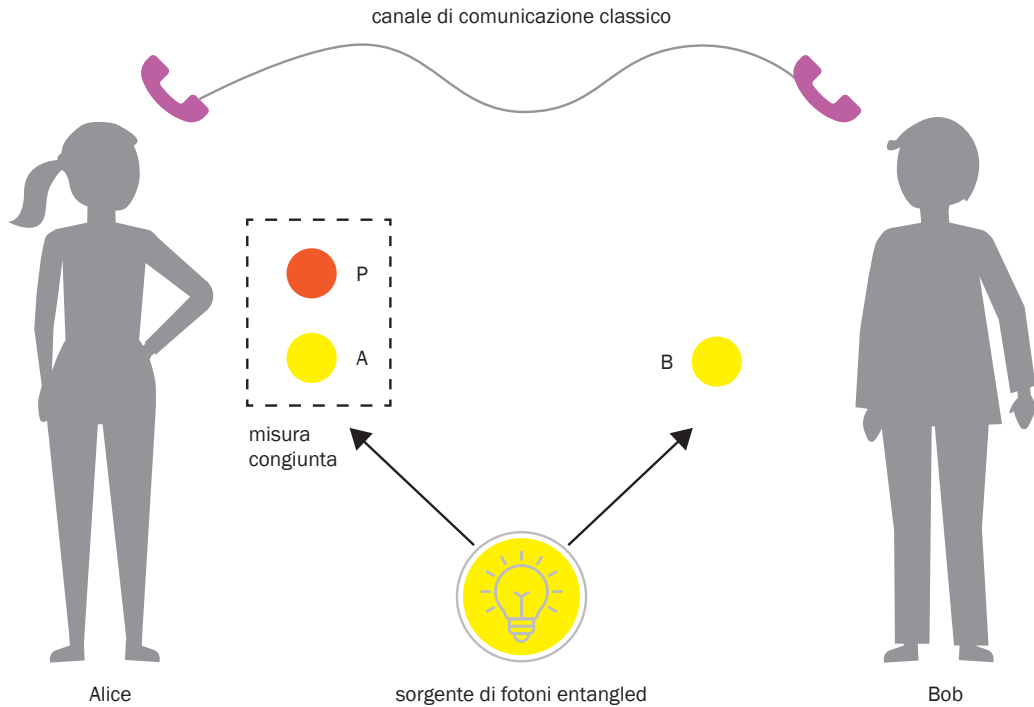 canale di comunicazione classico
P
A
B
misura
congiunta
Alice
sorgente di fotoni entangled
Bob